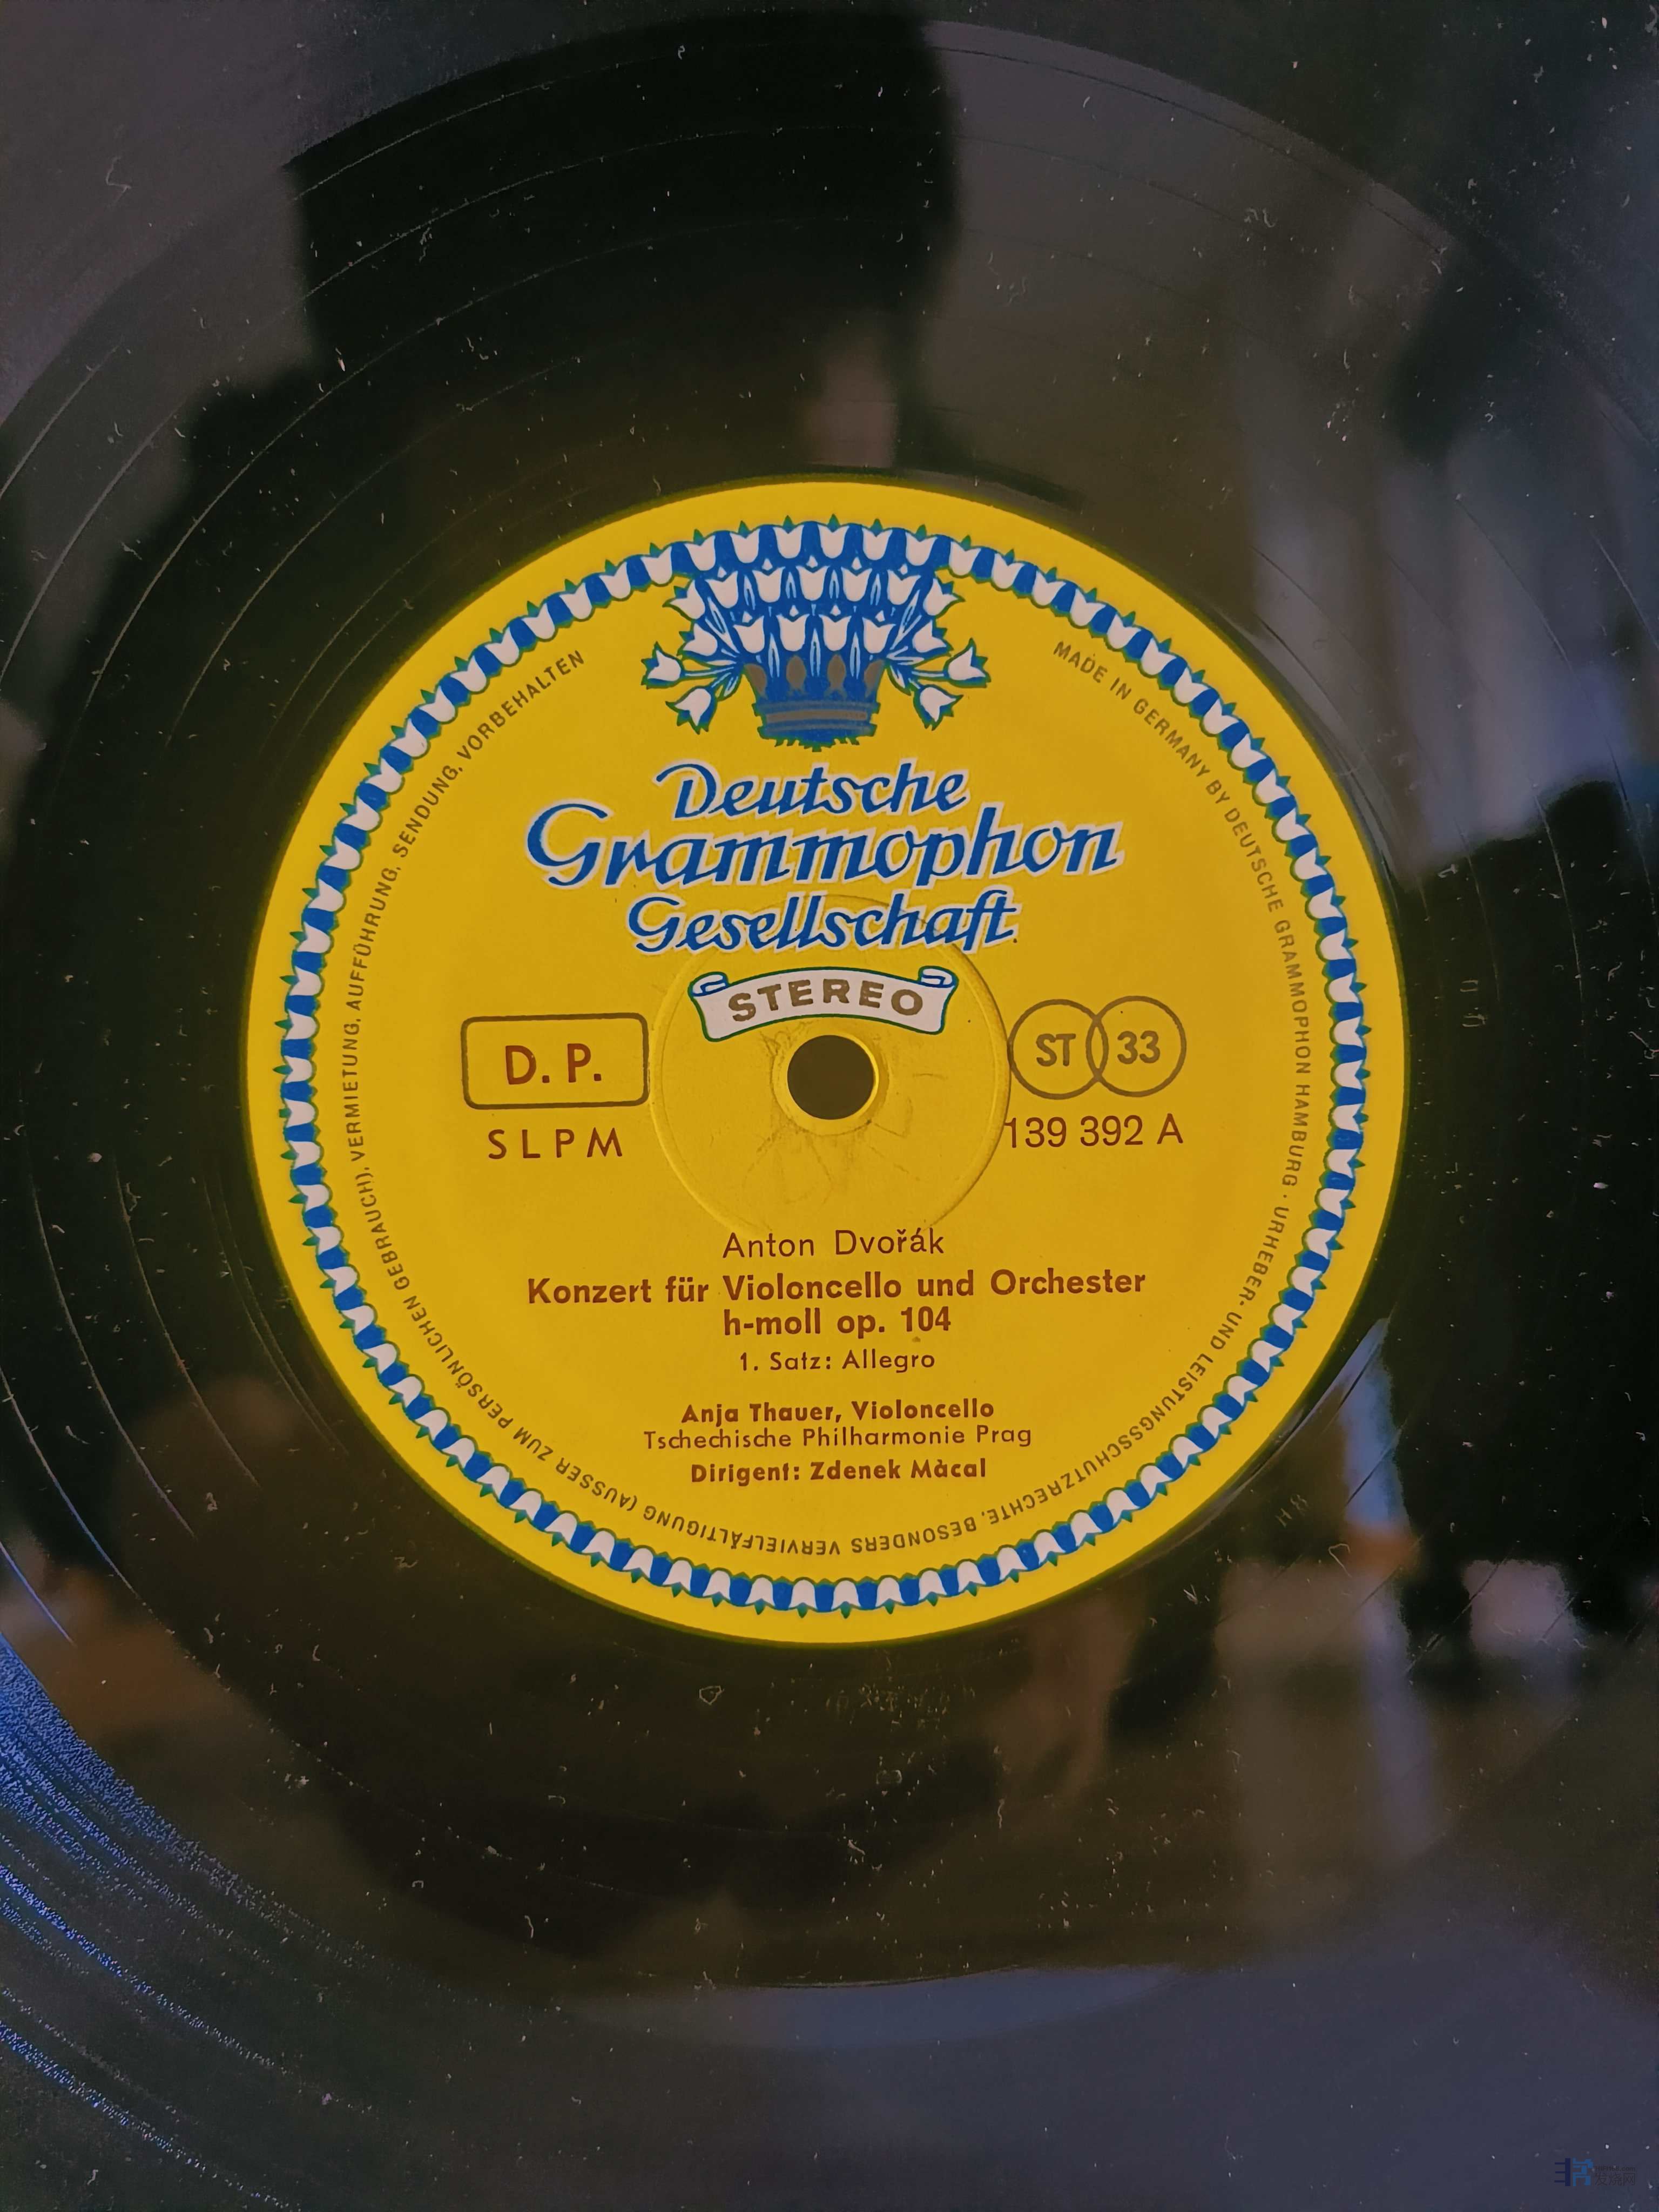 Deutsche
Grammophon
Gesellschaft
STEREO
D. P.
SLPM
ST 33
139 392 A
Anton Dvořák
Konzert für Violoncello und Orchester
h-moll op. 104
1. Satz: Allegro
Anja Thauer, Violoncello
Tschechische Philharmonie Prag
Dirigent: Zdenek Màcal
MADE IN GERMANY BY DEUTSCHE GRAMMOPHON HAMBURG · URHEBER- UND LEISTUNGSSCHUTZRECHTE, BESONDERS VERVIELFÄLTIGUNG (AUSSER ZUM PERSÖNLICHEN GEBRAUCH), VERMIETUNG, AUFFÜHRUNG, SENDUNG, VORBEHALTEN